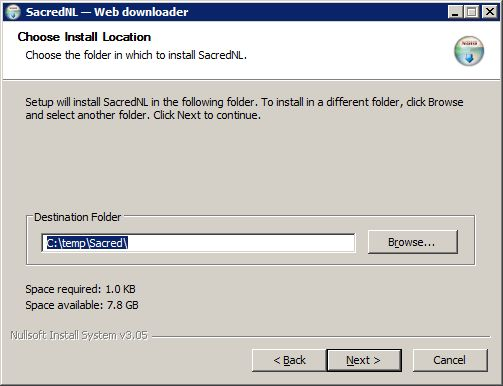 SacredNL — Web downloader
Choose Install Location
Choose the folder in which to install SacredNL.
Setup will install SacredNL in the following folder. To install in a different folder, click Browse
and select another folder. Click Next to continue.
Destination Folder
C:\temp\Sacred\
Browse...
Space required: 1.0 KB
Space available: 7.8 GB
Nullsoft Install System v3.05
< Back
Next >
Cancel